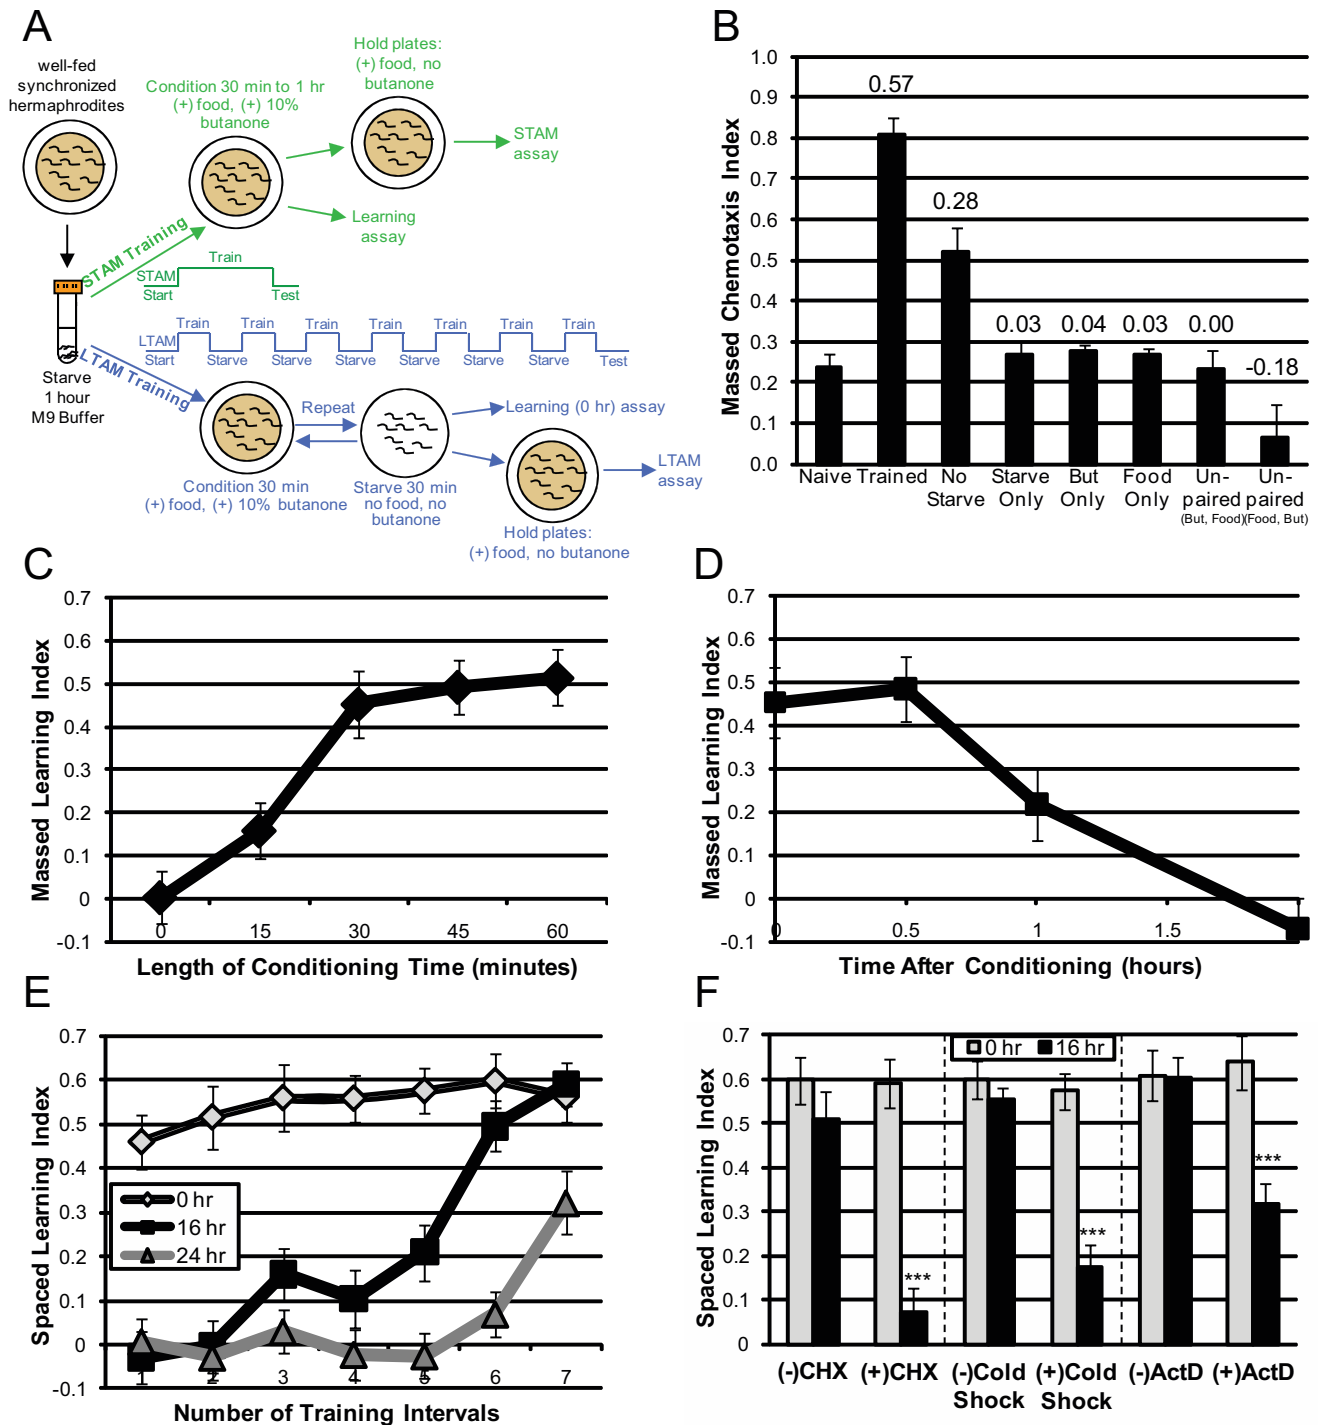 A
well-fed
synchronized
hermaphrodites
Condition 30 min to 1 hr
(+) food, (+) 10%
butanone
Hold plates:
(+) food, no
butanone
STAM
assay
Learning
assay
STAM Training
Train
STAM
Start
Test
Train Train Train Train Train Train Train
LTAM
Start Starve Starve Starve Starve Starve Starve Test
LTAM Training
Starve
1 hour
M9 Buffer
Repeat
Learning (0 hr) assay
LTAM
assay
Condition 30 min
(+) food, (+) 10% butanone
Starve 30 min
no food, no
butanone
Hold plates:
(+) food, no butanone
B
Massed Chemotaxis Index
1.0
0.9
0.8
0.7
0.6
0.5
0.4
0.3
0.2
0.1
0.0
0.57
0.28
0.03
0.04
0.03
0.00
-0.18
Naive
Trained
No
Starve
Starve
Only
But
Only
Food
Only
Un-
paired
(But, Food)
Un-
paired
(Food, But)
C
Massed Learning Index
0.7
0.6
0.5
0.4
0.3
0.2
0.1
0
-0.1
0 15 30 45 60
Length of Conditioning Time (minutes)
D
Massed Learning Index
0.7
0.6
0.5
0.4
0.3
0.2
0.1
0
-0.1
0 0.5 1 1.5
Time After Conditioning (hours)
E
Spaced Learning Index
0.7
0.6
0.5
0.4
0.3
0.2
0.1
0
-0.1
0 hr
16 hr
24 hr
1 2 3 4 5 6 7
Number of Training Intervals
F
Spaced Learning Index
0.7
0.6
0.5
0.4
0.3
0.2
0.1
0
0 hr 16 hr
***
***
***
(-)CHX
(+)CHX
(-)Cold
Shock
(+)Cold
Shock
(-)ActD
(+)ActD